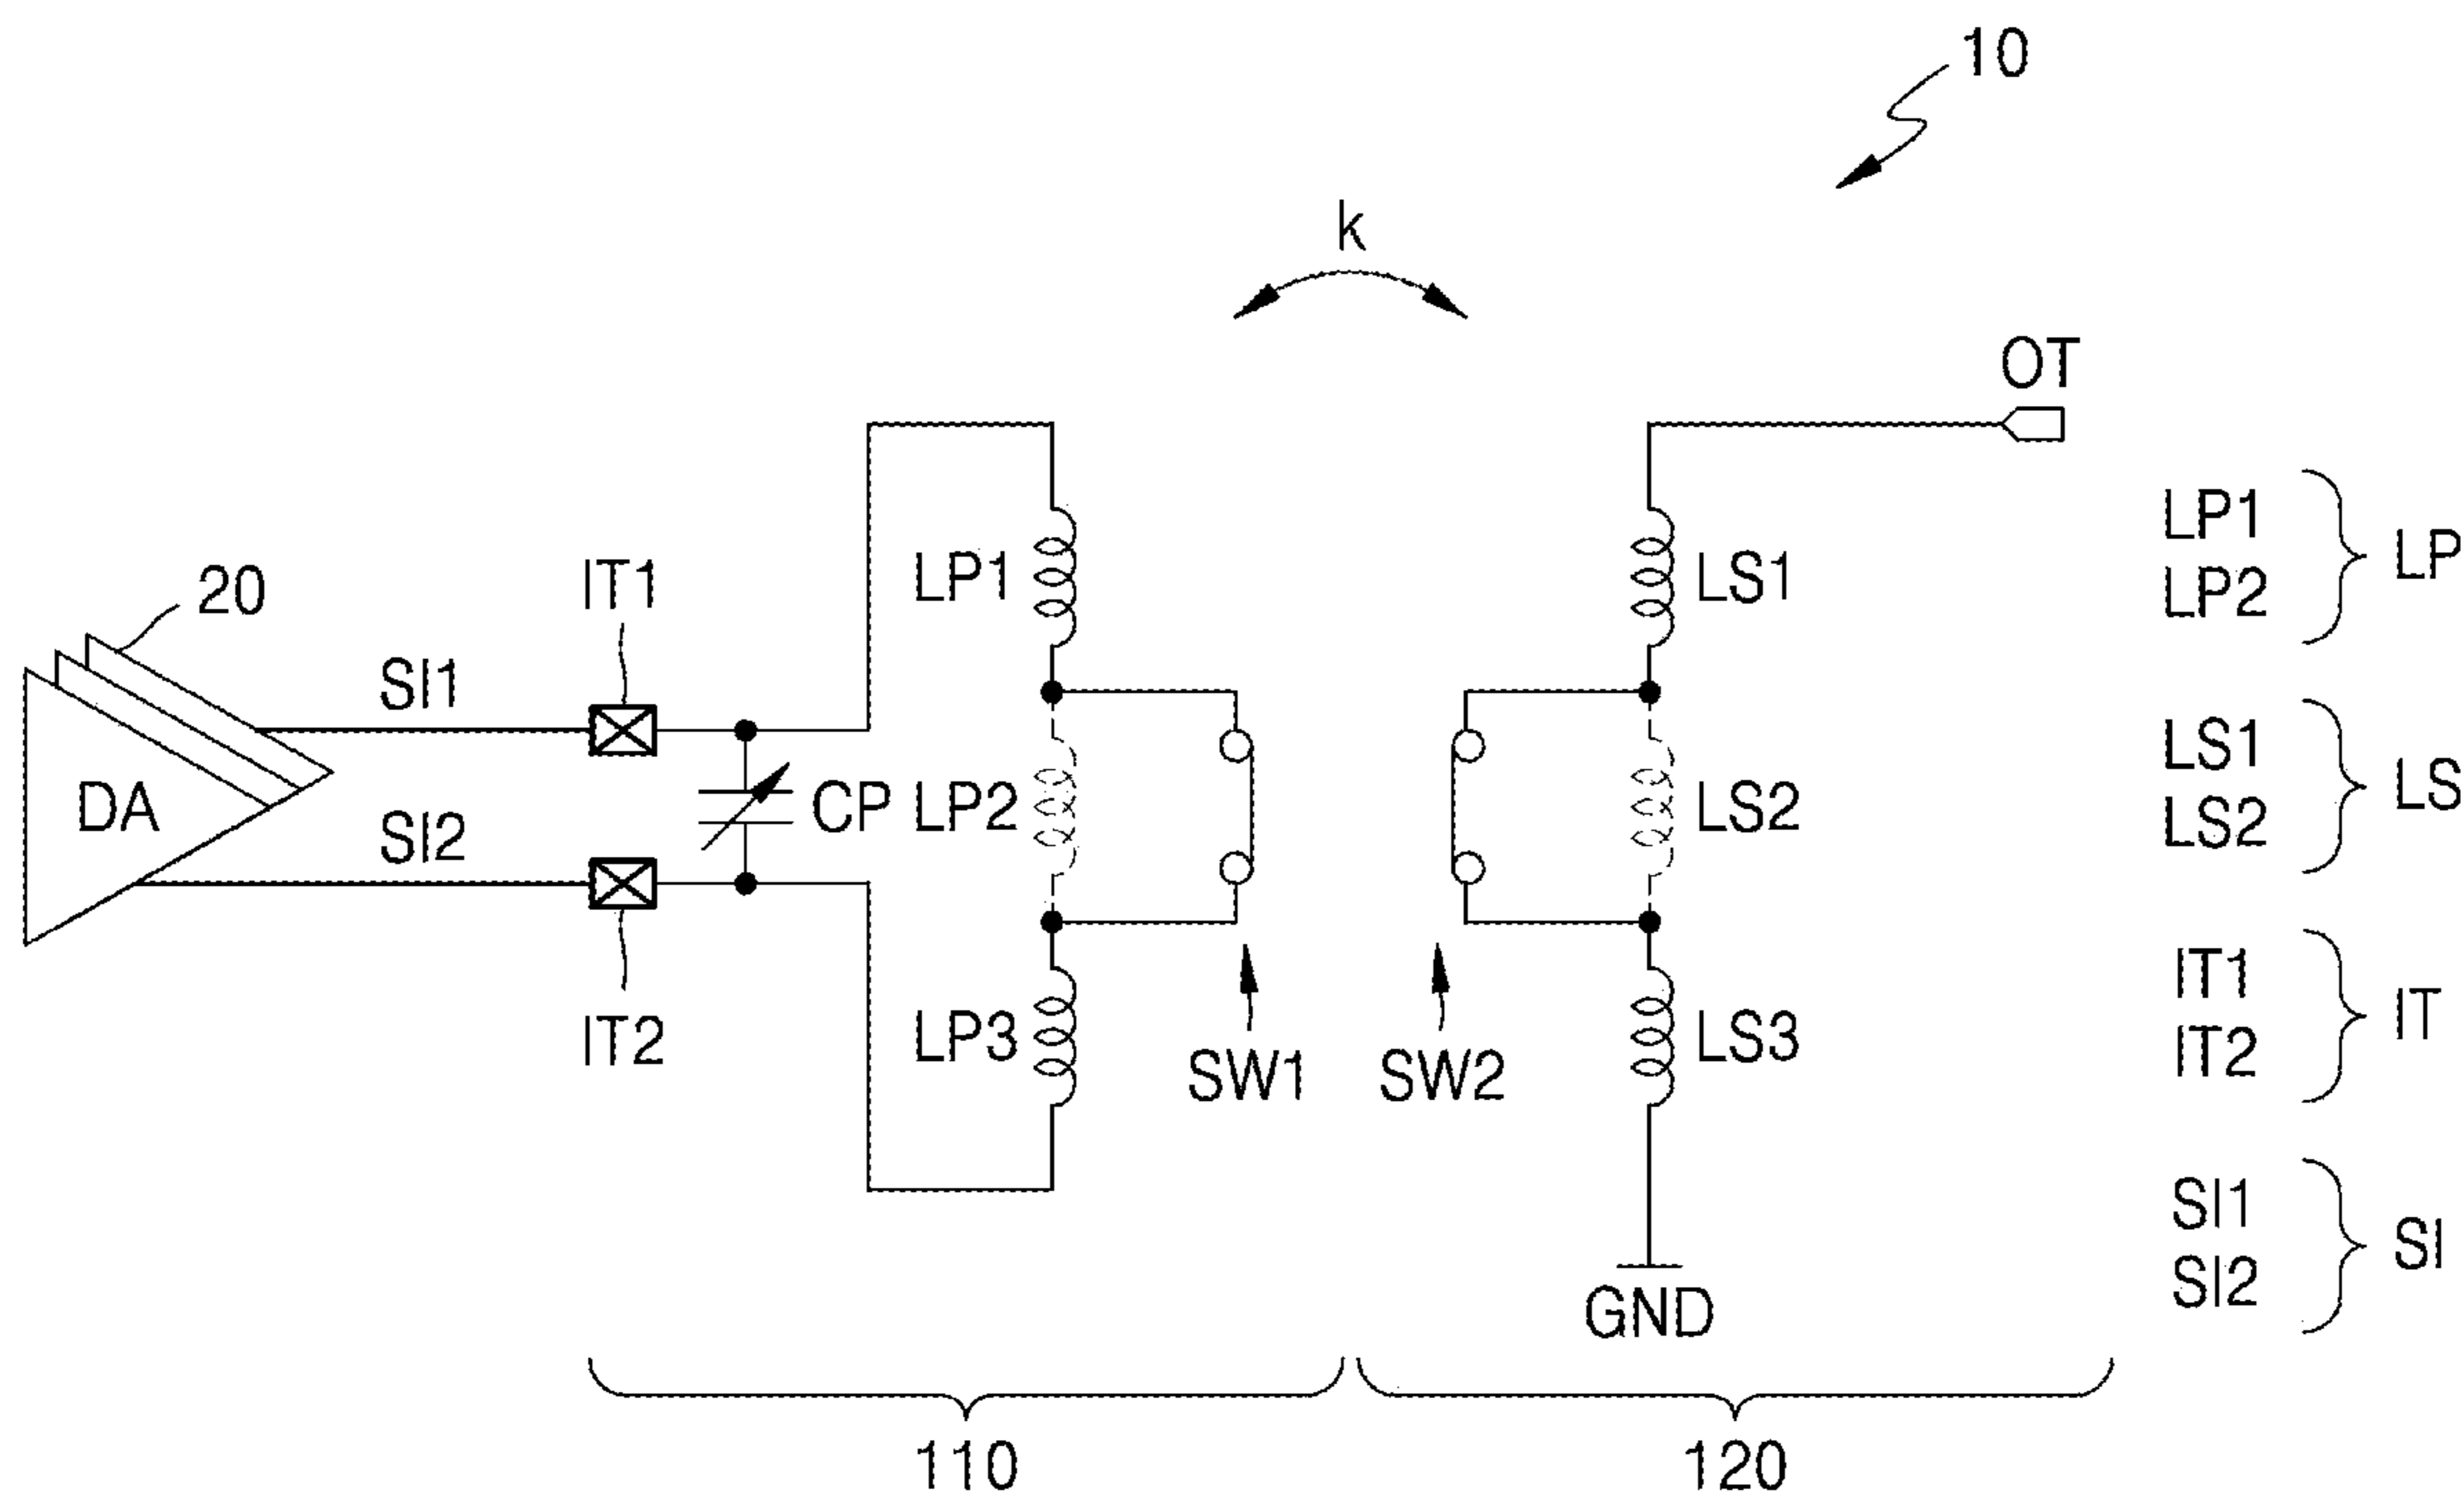 10
k
OT
LP1
LP2
LP
20
SI1
IT1
LP1
LS1
LS1
LS2
LS
DA
SI2
CP
LP2
LS2
IT2
LP3
SW1
SW2
LS3
IT1
IT2
IT
GND
SI1
SI2
SI
110
120